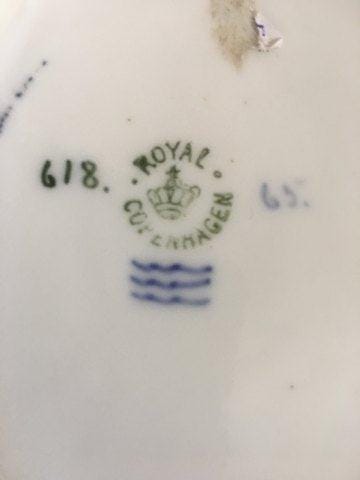 ROYAL
618. 65.
COPENHAGEN